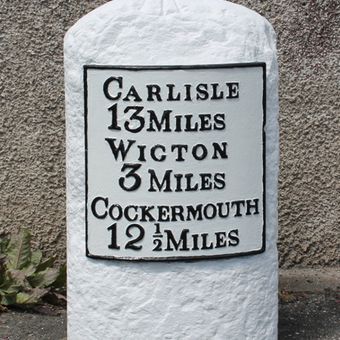 CARLISLE
13 MILES
WIGTON
3 MILES
COCKERMOUTH
12 ½ MILES